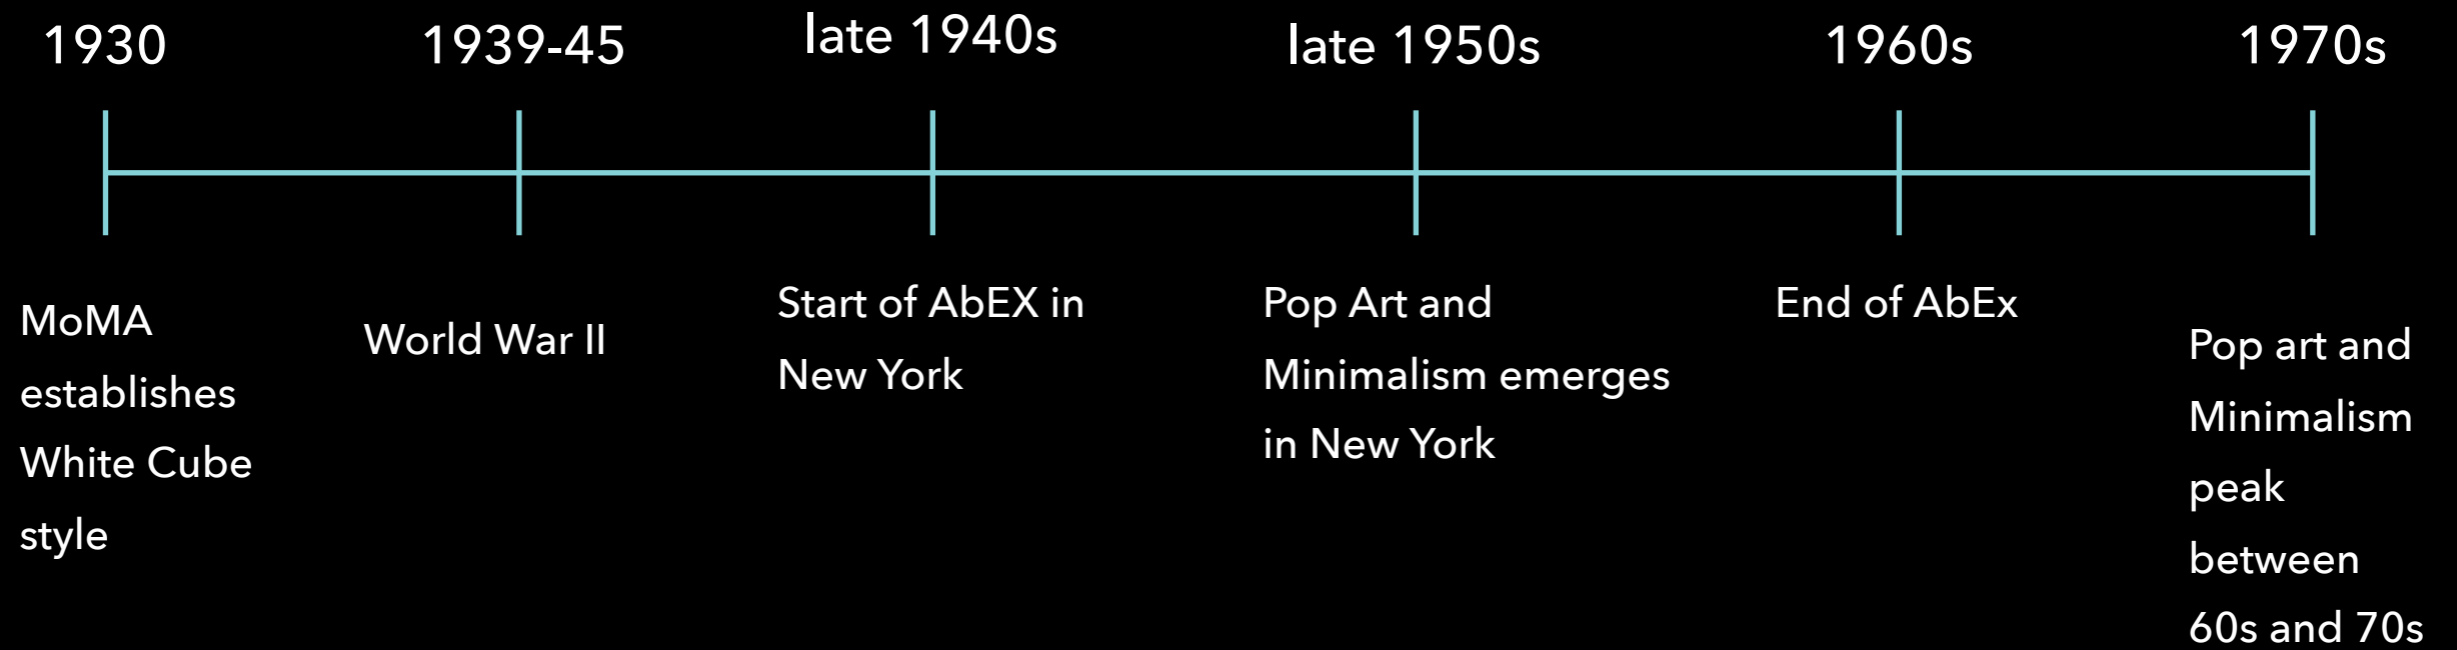 1930
1939-45
late 1940s
late 1950s
1960s
1970s
MoMA
establishes
White Cube
style
World War II
Start of AbEX in
New York
Pop Art and
Minimalism emerges
in New York
End of AbEx
Pop art and
Minimalism
peak
between
60s and 70s